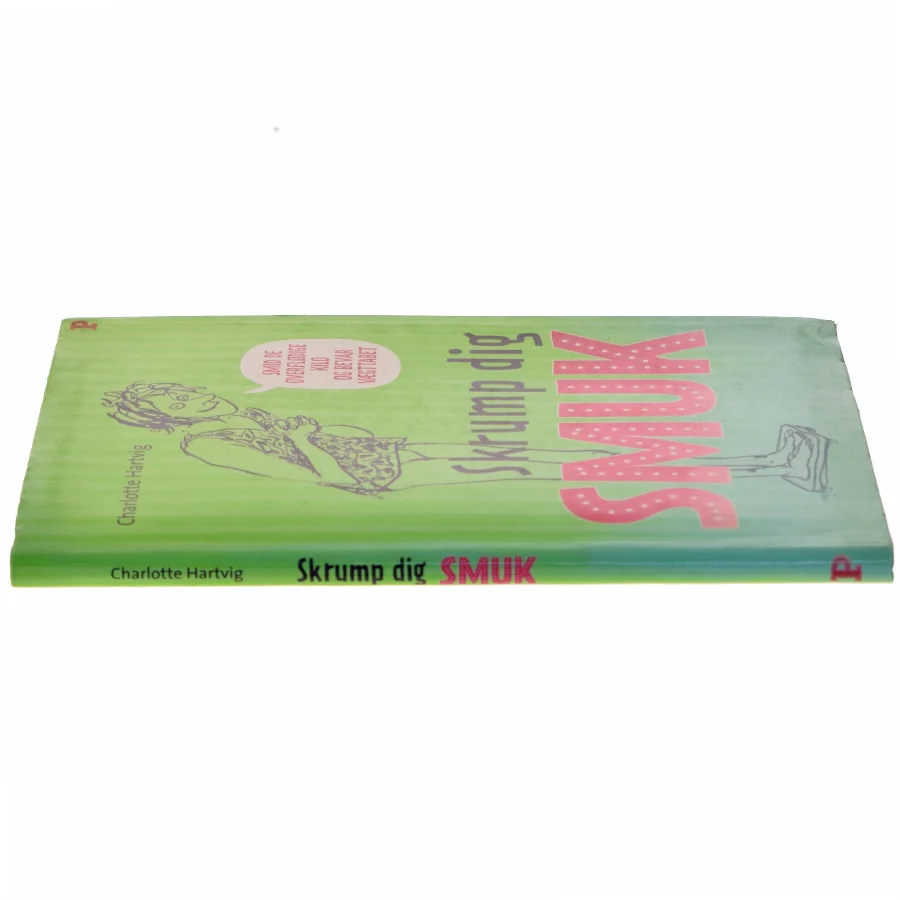 P
Charlotte Hartvig
SMID DE
OVERFLØDIGE
KILO
OG BEVAR
VÆGTTABET
Skrump dig
SMUK
Charlotte Hartvig Skrump dig SMUK P